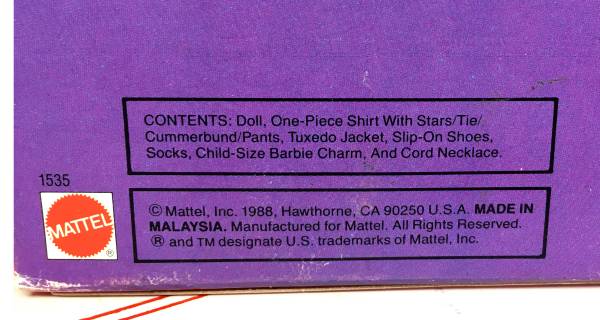 CONTENTS: Doll, One-Piece Shirt With Stars/Tie/
Cummerbund/Pants, Tuxedo Jacket, Slip-On Shoes,
Socks, Child-Size Barbie Charm, And Cord Necklace.
1535
MATTEL
®
© Mattel, Inc. 1988, Hawthorne, CA 90250 U.S.A. MADE IN
MALAYSIA. Manufactured for Mattel. All Rights Reserved.
® and TM designate U.S. trademarks of Mattel, Inc.